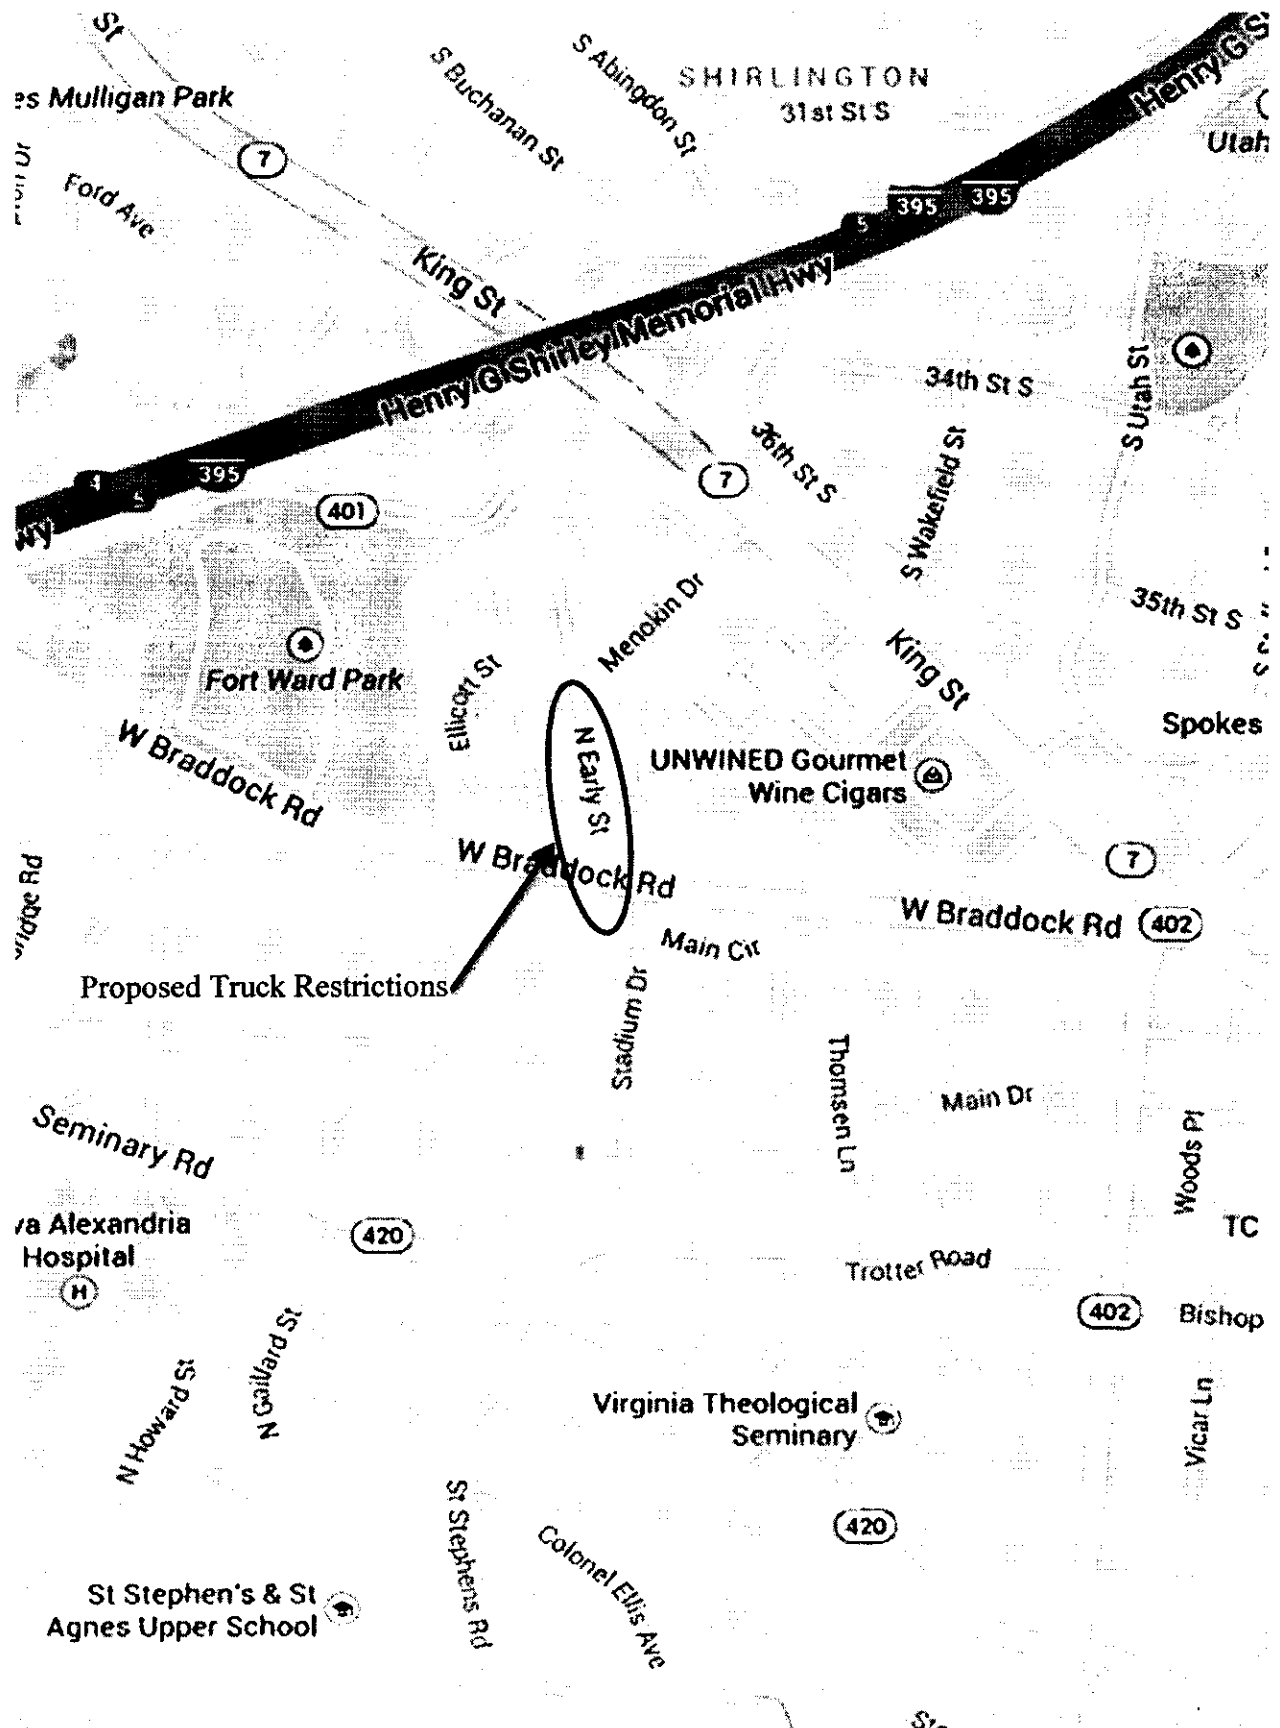 St
S Buchanan St
S Abingdon St
SHIRLINGTON
31st St S
Henry G S
es Mulligan Park
7
Utah
Ford Ave
395
395
5
King St
Henry G Shirley Memorial Hwy
34th St S
S Utah St
36th St S
7
S Wakefield St
4
5
395
401
wy
35th St S
Menokin Dr
Fort Ward Park
Ellicott St
King St
W Braddock Rd
N Early St
UNWINED Gourmet
Wine Cigars
Spokes
W Braddock Rd
7
W Braddock Rd
402
Main Cir
Proposed Truck Restrictions
Stadium Dr
Thomsen Ln
Main Dr
Seminary Rd
Woods Pl
va Alexandria
Hospital
H
420
TC
Trotter Road
402
Bishop
N Gaillard St
N Howard St
Virginia Theological
Seminary
Vicar Ln
St Stephens Rd
420
Colonel Ellis Ave
St Stephen's & St
Agnes Upper School